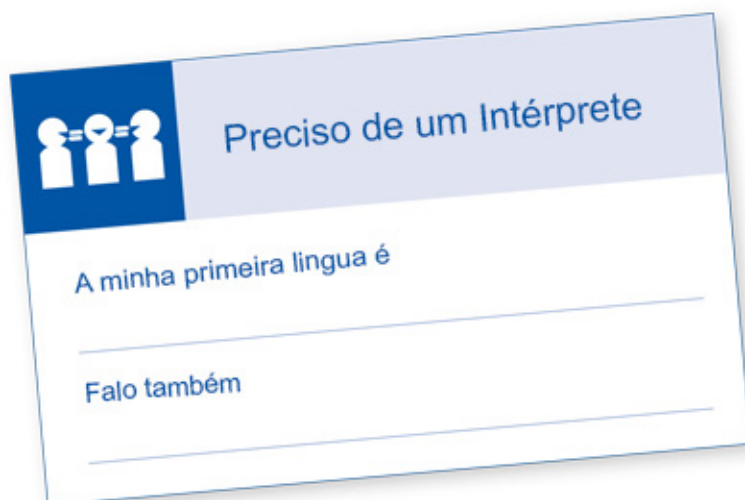 Preciso de um Intérprete
A minha primeira lingua é
Falo também